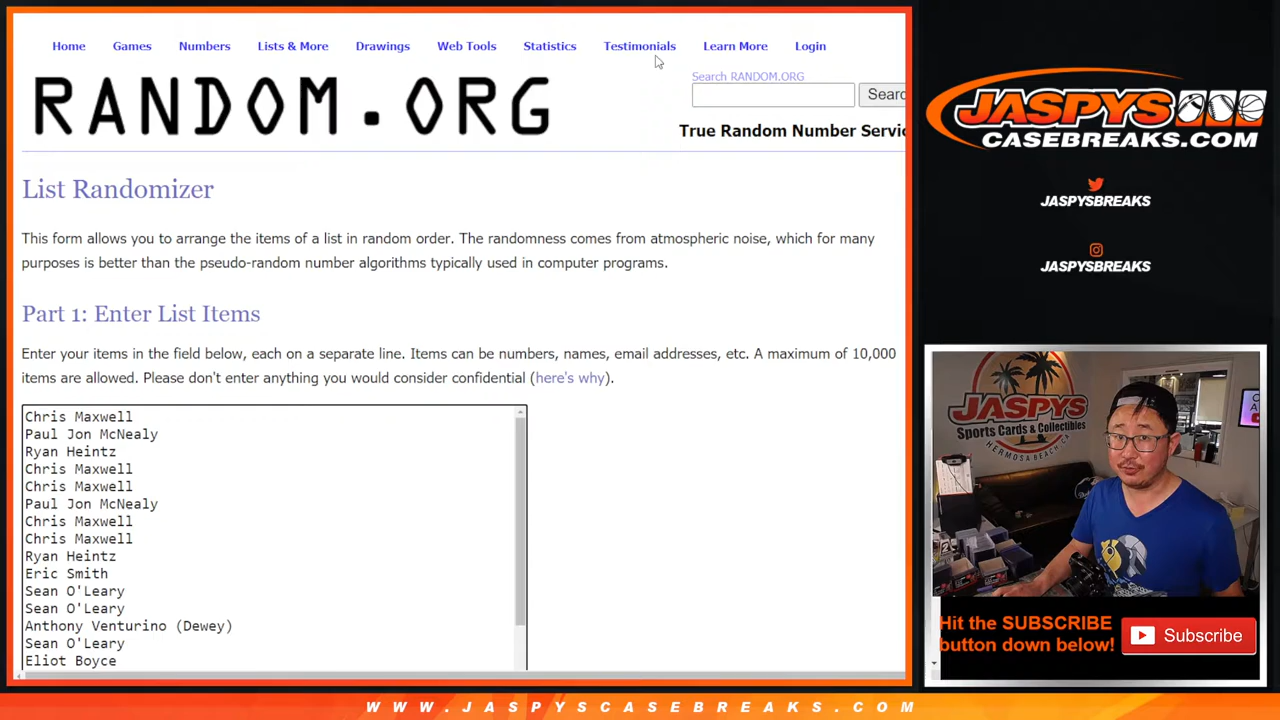 Home Games Numbers Lists & More Drawings Web Tools Statistics Testimonials Learn More Login
RANDOM.ORG
Search RANDOM.ORG
Searc
True Random Number Servic
List Randomizer
This form allows you to arrange the items of a list in random order. The randomness comes from atmospheric noise, which for many
purposes is better than the pseudo-random number algorithms typically used in computer programs.
Part 1: Enter List Items
Enter your items in the field below, each on a separate line. Items can be numbers, names, email addresses, etc. A maximum of 10,000
items are allowed. Please don't enter anything you would consider confidential (here's why).
Chris Maxwell
Paul Jon McNealy
Ryan Heintz
Chris Maxwell
Chris Maxwell
Paul Jon McNealy
Chris Maxwell
Chris Maxwell
Ryan Heintz
Eric Smith
Sean O'Leary
Sean O'Leary
Anthony Venturino (Dewey)
Sean O'Leary
Eliot Boyce
JASPYS
CASEBREAKS.COM
JASPYSBREAKS
JASPYSBREAKS
JASPYS
Sports Cards & Collectibles
HERMOSA BEACH, CA
Hit the SUBSCRIBE
button down below!
Subscribe
WWW.JASPYSCASEBREAKS.COM